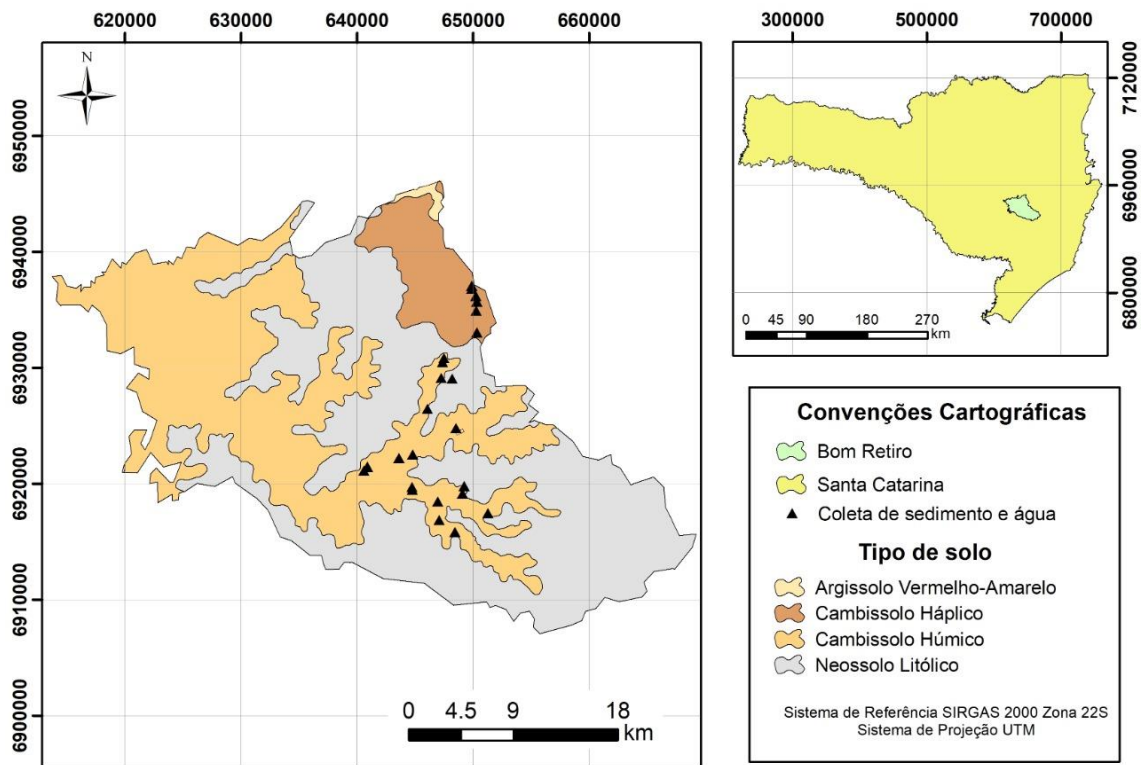 620000 630000 640000 650000 660000
N
6950000
6940000
6930000
6920000
6910000
6900000
0 4.5 9 18
km
300000 500000 700000
7120000
6960000
6800000
0 45 90 180 270
km
Convenções Cartográficas
Bom Retiro
Santa Catarina
Coleta de sedimento e água
Tipo de solo
Argissolo Vermelho-Amarelo
Cambissolo Háplico
Cambissolo Húmico
Neossolo Litólico
Sistema de Referência SIRGAS 2000 Zona 22S
Sistema de Projeção UTM